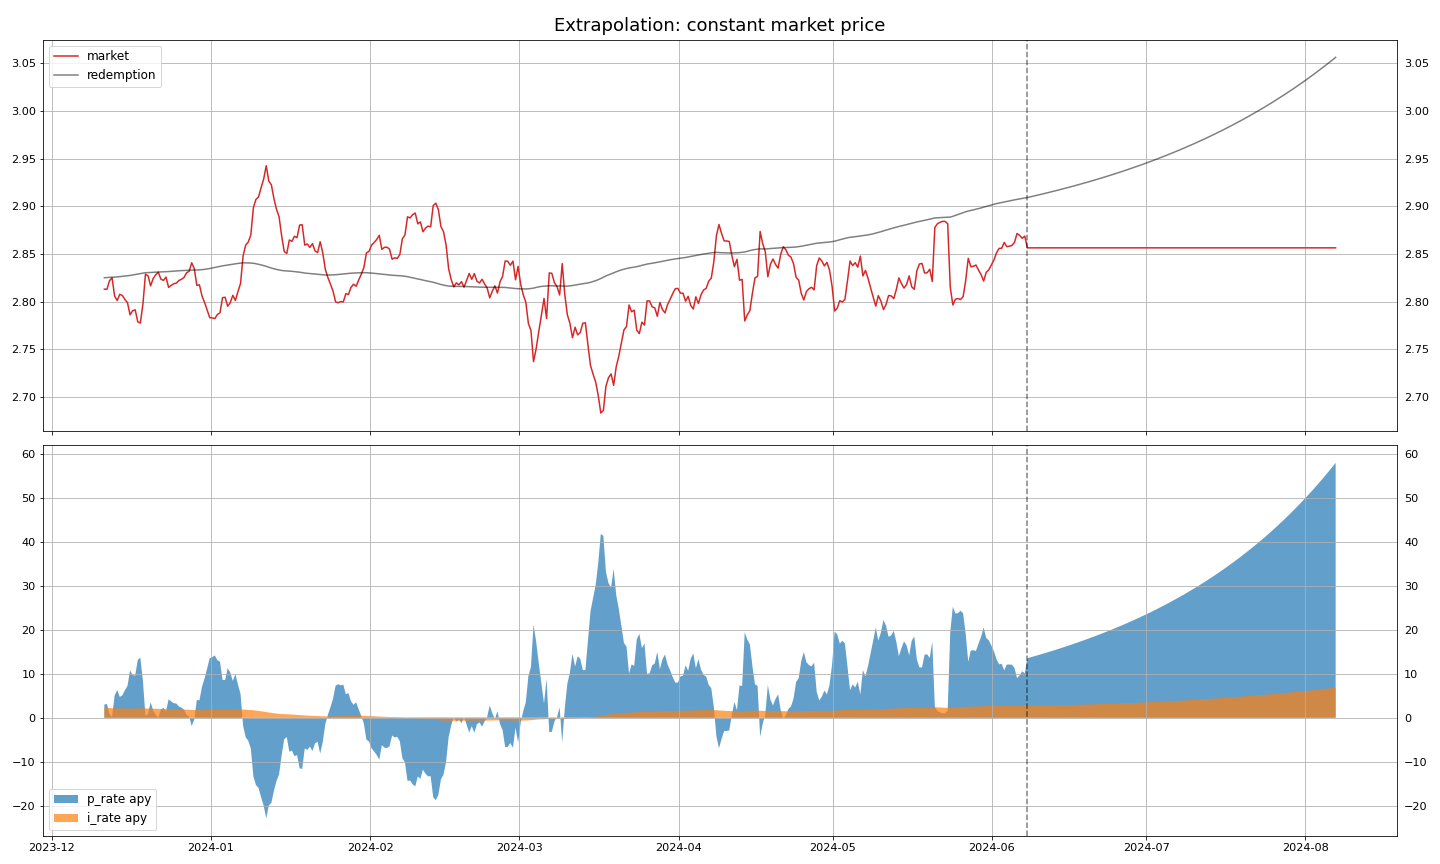 Extrapolation: constant market price
market
redemption
3.05 3.05
3.00 3.00
2.95 2.95
2.90 2.90
2.85 2.85
2.80 2.80
2.75 2.75
2.70 2.70
60 60
50 50
40 40
30 30
20 20
10 10
0 0
−10 −10
−20 −20
p_rate apy
i_rate apy
2023-12 2024-01 2024-02 2024-03 2024-04 2024-05 2024-06 2024-07 2024-08